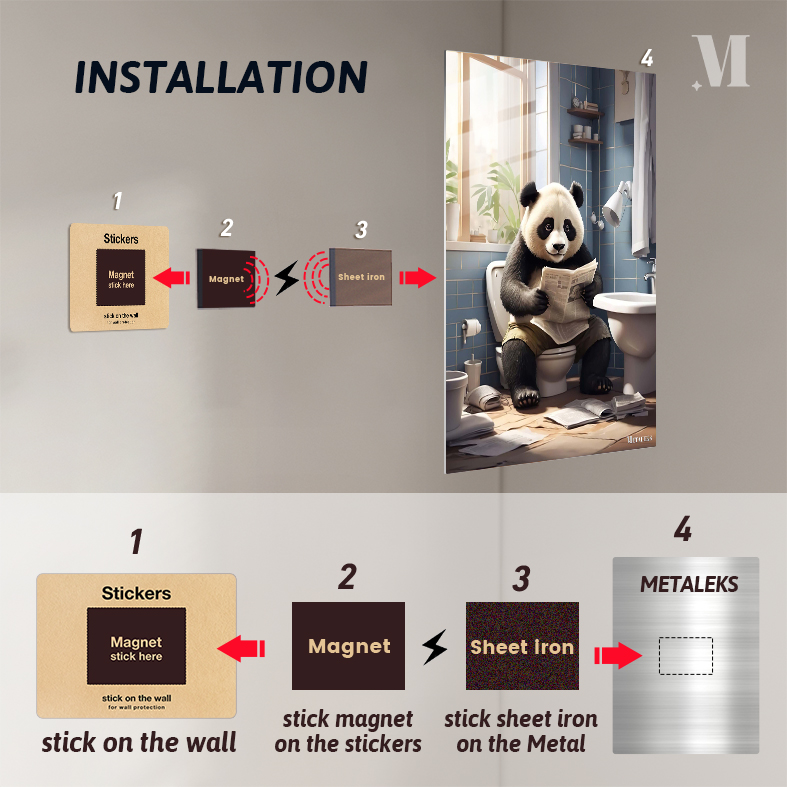 INSTALLATION
M
4
1
2
3
Stickers
Magnet
stick here
stick on the wall
for wall protection
Magnet
Sheet iron
1
2
3
4
Stickers
Magnet
stick here
stick on the wall
for wall protection
Magnet
Sheet iron
METALEKS
stick on the wall
stick magnet
on the stickers
stick sheet iron
on the Metal